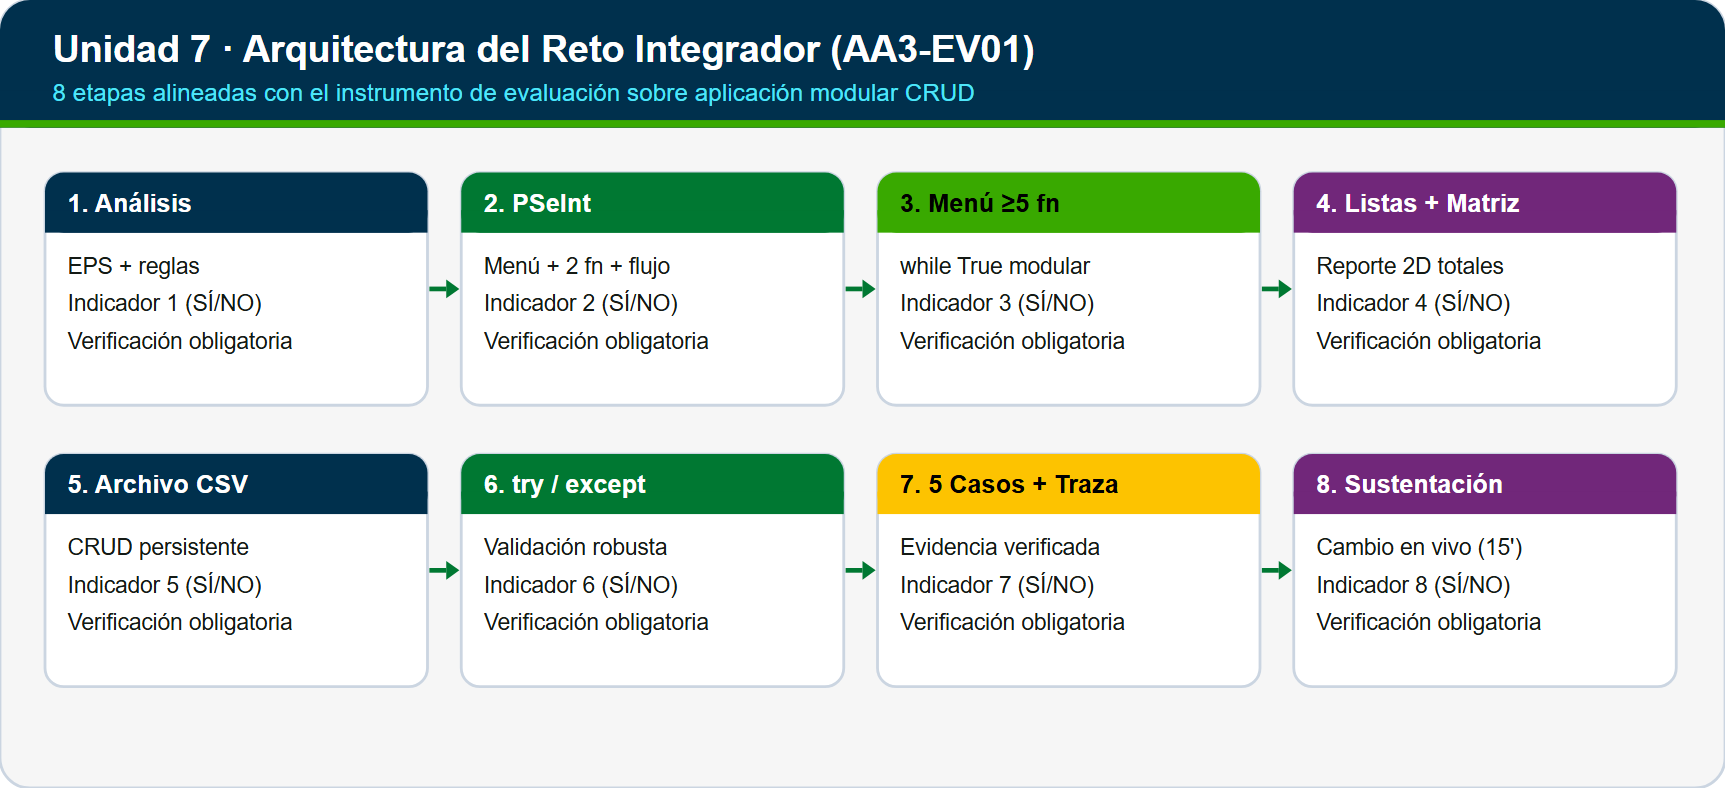 Unidad 7 · Arquitectura del Reto Integrador (AA3-EV01)
8 etapas alineadas con el instrumento de evaluación sobre aplicación modular CRUD
1. Análisis
EPS + reglas
Indicador 1 (SÍ/NO)
Verificación obligatoria
2. PSeInt
Menú + 2 fn + flujo
Indicador 2 (SÍ/NO)
Verificación obligatoria
3. Menú ≥5 fn
while True modular
Indicador 3 (SÍ/NO)
Verificación obligatoria
4. Listas + Matriz
Reporte 2D totales
Indicador 4 (SÍ/NO)
Verificación obligatoria
5. Archivo CSV
CRUD persistente
Indicador 5 (SÍ/NO)
Verificación obligatoria
6. try / except
Validación robusta
Indicador 6 (SÍ/NO)
Verificación obligatoria
7. 5 Casos + Traza
Evidencia verificada
Indicador 7 (SÍ/NO)
Verificación obligatoria
8. Sustentación
Cambio en vivo (15')
Indicador 8 (SÍ/NO)
Verificación obligatoria